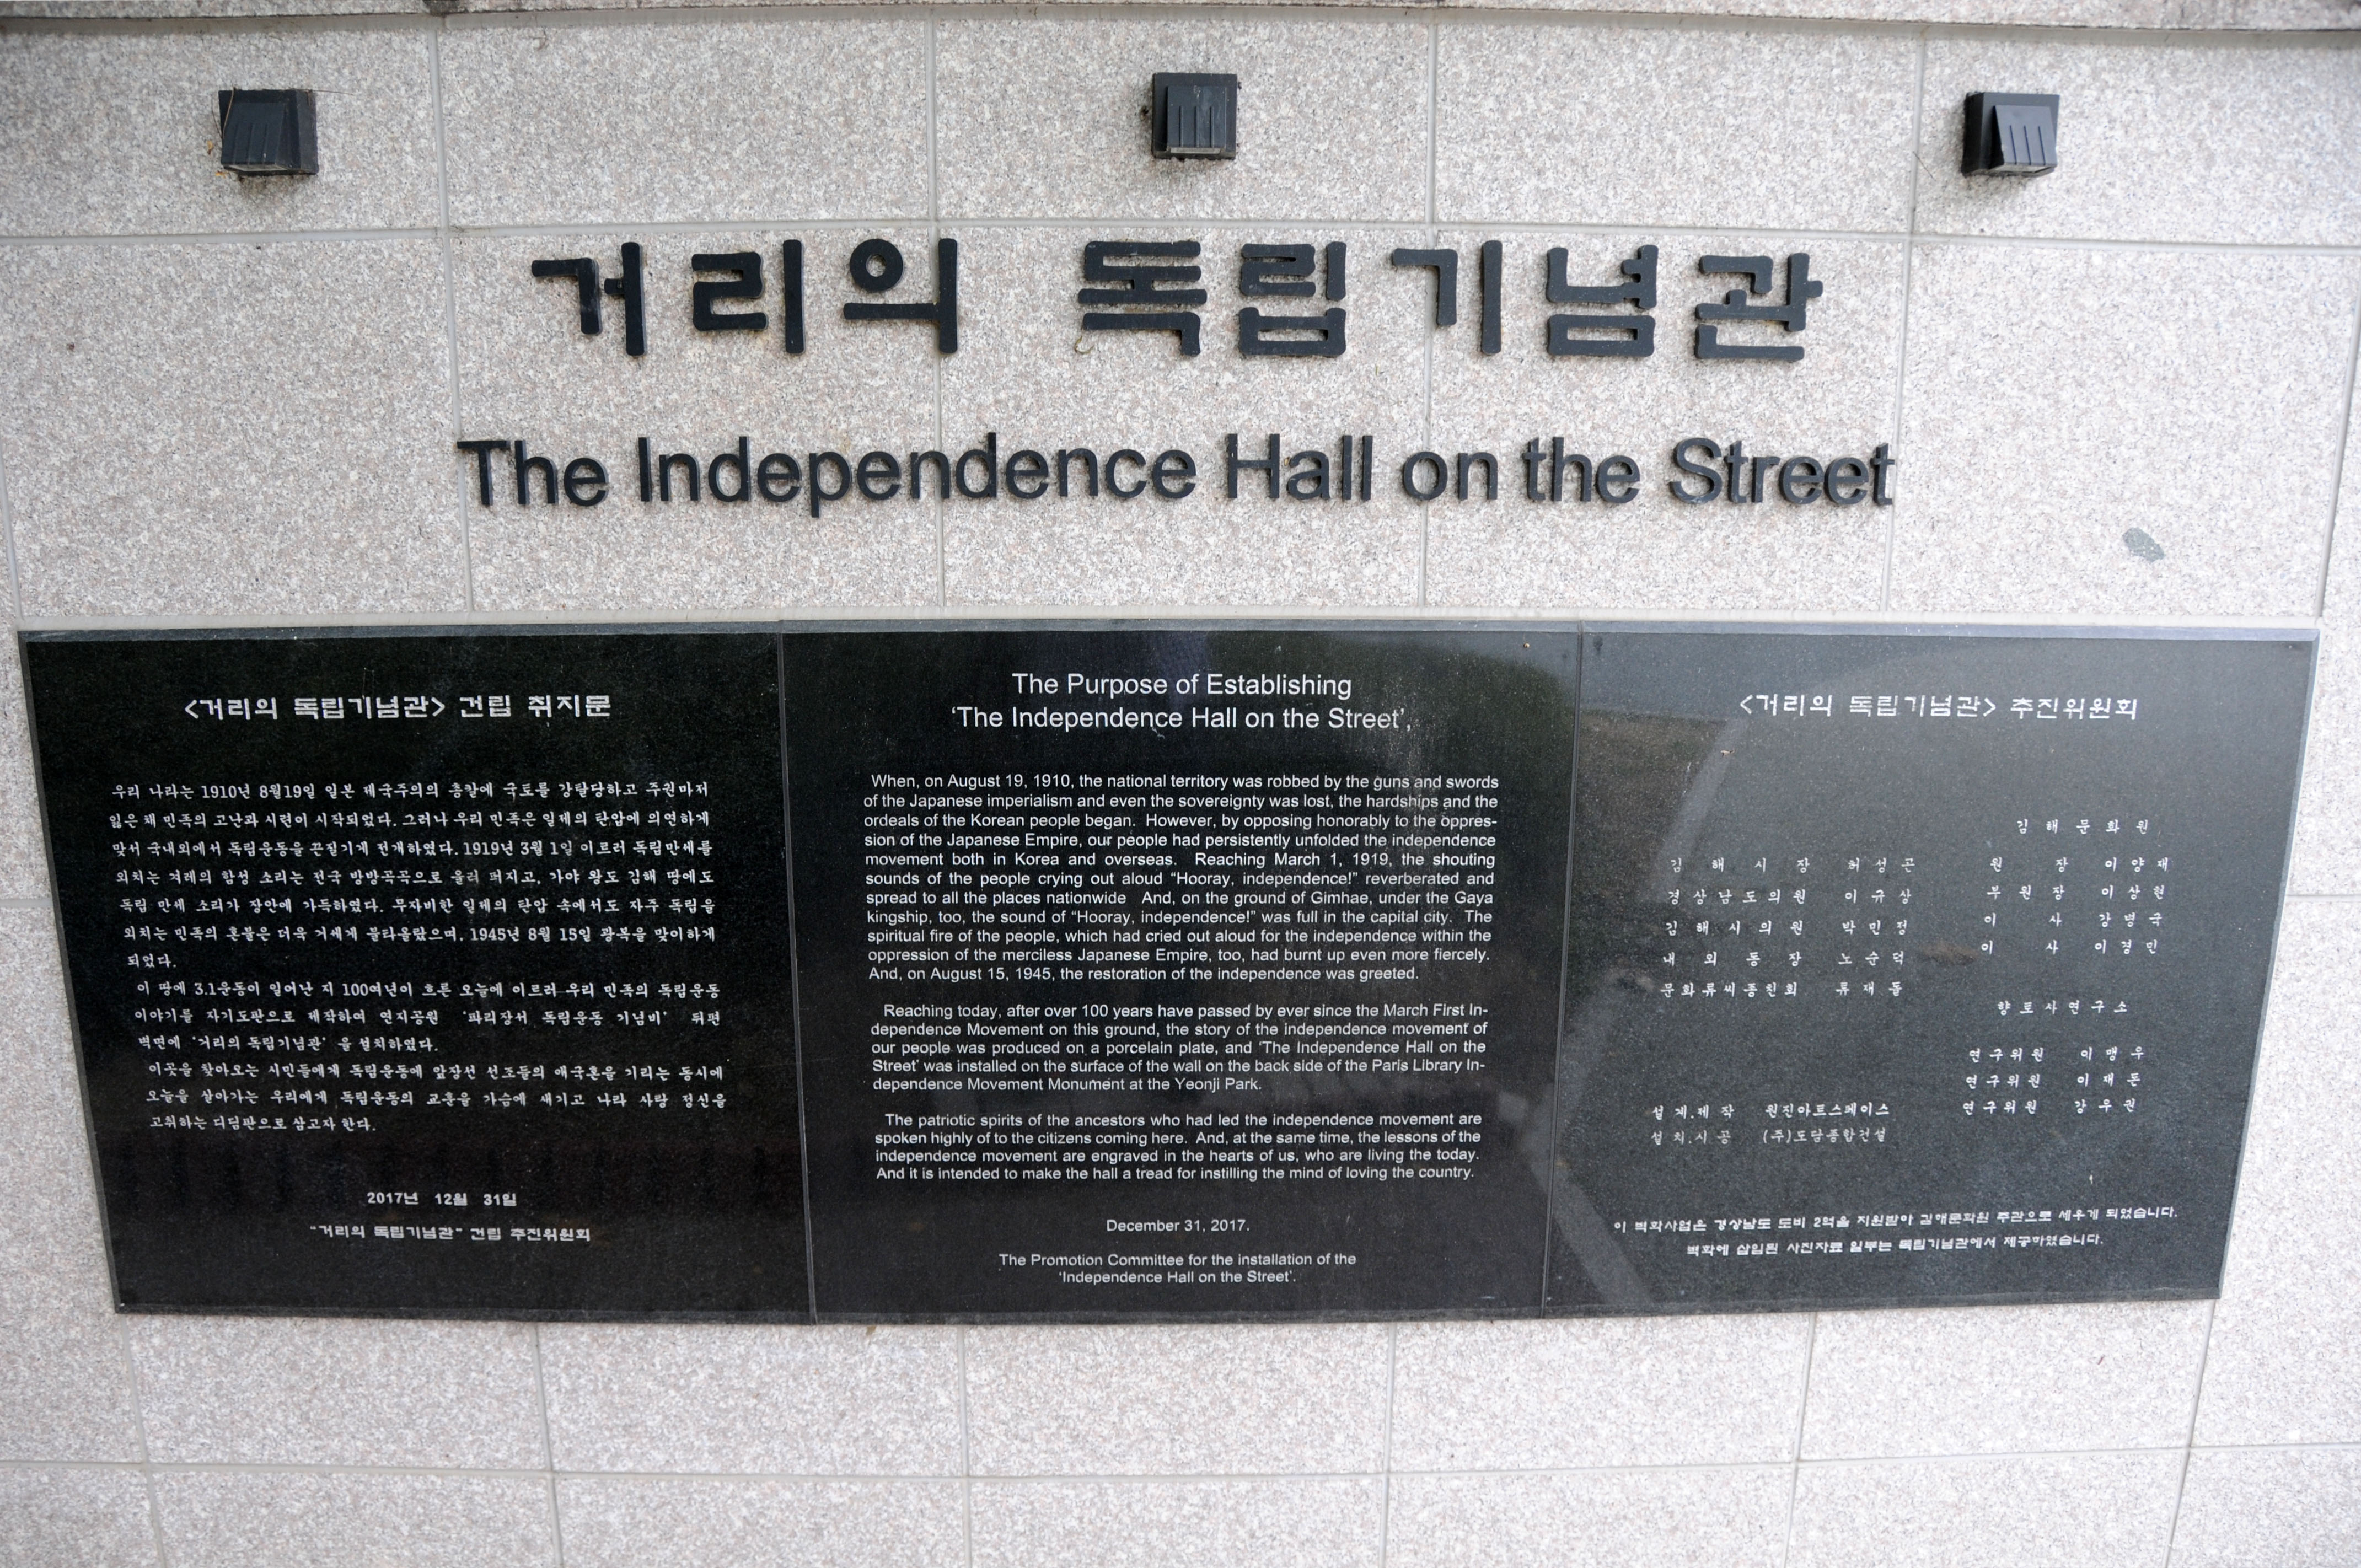 거리의 독립기념관
The Independence Hall on the Street
<거리의 독립기념관> 건립 취지문
우리 나라는 1910년 8월19일 일본 제국주의의 총칼에 국토를 강탈당하고 주권마저
잃은 채 민족의 고난과 시련이 시작되었다. 그러나 우리 민족은 일제의 탄압에 의연하게
맞서 국내외에서 독립운동을 끈질기게 전개하였다. 1919년 3월 1일 이르러 독립만세를
외치는 겨레의 함성 소리는 전국 방방곡곡으로 울려 퍼지고, 가야 왕도 김해 땅에도
독립 만세 소리가 장안에 가득하였다. 무자비한 일제의 탄압 속에서도 자주 독립을
외치는 민족의 혼불은 더욱 거세게 불타올랐으며, 1945년 8월 15일 광복을 맞이하게
되었다.
이 땅에 3.1운동이 일어난 지 100여년이 흐른 오늘에 이르러 우리 민족의 독립운동
이야기를 자기도판으로 제작하여 연지공원 '파리장서 독립운동 기념비' 뒤편
벽면에 '거리의 독립기념관' 을 설치하였다.
이곳을 찾아오는 시민들에게 독립운동에 앞장선 선조들의 애국혼을 기리는 동시에
오늘을 살아가는 우리에게 독립운동의 교훈을 가슴에 새기고 나라 사랑 정신을
고취하는 디딤판으로 삼고자 한다.
2017년 12월 31일
"거리의 독립기념관" 건립 추진위원회
The Purpose of Establishing
'The Independence Hall on the Street',
When, on August 19, 1910, the national territory was robbed by the guns and swords
of the Japanese imperialism and even the sovereignty was lost, the hardships and the
ordeals of the Korean people began. However, by opposing honorably to the oppres-
sion of the Japanese Empire, our people had persistently unfolded the independence
movement both in Korea and overseas. Reaching March 1, 1919, the shouting
sounds of the people crying out aloud "Hooray, independence!" reverberated and
spread to all the places nationwide And, on the ground of Gimhae, under the Gaya
kingship, too, the sound of "Hooray, independence!" was full in the capital city. The
spiritual fire of the people, which had cried out aloud for the independence within the
oppression of the merciless Japanese Empire, too, had burnt up even more fiercely.
And, on August 15, 1945, the restoration of the independence was greeted.
Reaching today, after over 100 years have passed by ever since the March First In-
dependence Movement on this ground, the story of the independence movement of
our people was produced on a porcelain plate, and 'The Independence Hall on the
Street' was installed on the surface of the wall on the back side of the Paris Library In-
dependence Movement Monument at the Yeonji Park.
The patriotic spirits of the ancestors who had led the independence movement are
spoken highly of to the citizens coming here. And, at the same time, the lessons of the
independence movement are engraved in the hearts of us, who are living the today.
And it is intended to make the hall a tread for instilling the mind of loving the country.
December 31, 2017.
The Promotion Committee for the installation of the
'Independence Hall on the Street'.
<거리의 독립기념관> 추진위원회
김해시장 허성곤
경상남도의원 이규상
김해시의원 박민정
내외동장 노순덕
문화류씨종친회 류재돌
설계.제작 원진아트스페이스
설치.시공 (주)도담종합건설
김해문화원
원장 이양재
부원장 이상현
이사 강병국
이사 이경민
향토사연구소
연구위원 이맹우
연구위원 이재돈
연구위원 강우권
이 벽화사업은 경상남도 도비 2억을 지원받아 김해문화원 주관으로 세우게 되었습니다.
벽화에 삽입된 사진자료 일부는 독립기념관에서 제공하였습니다.